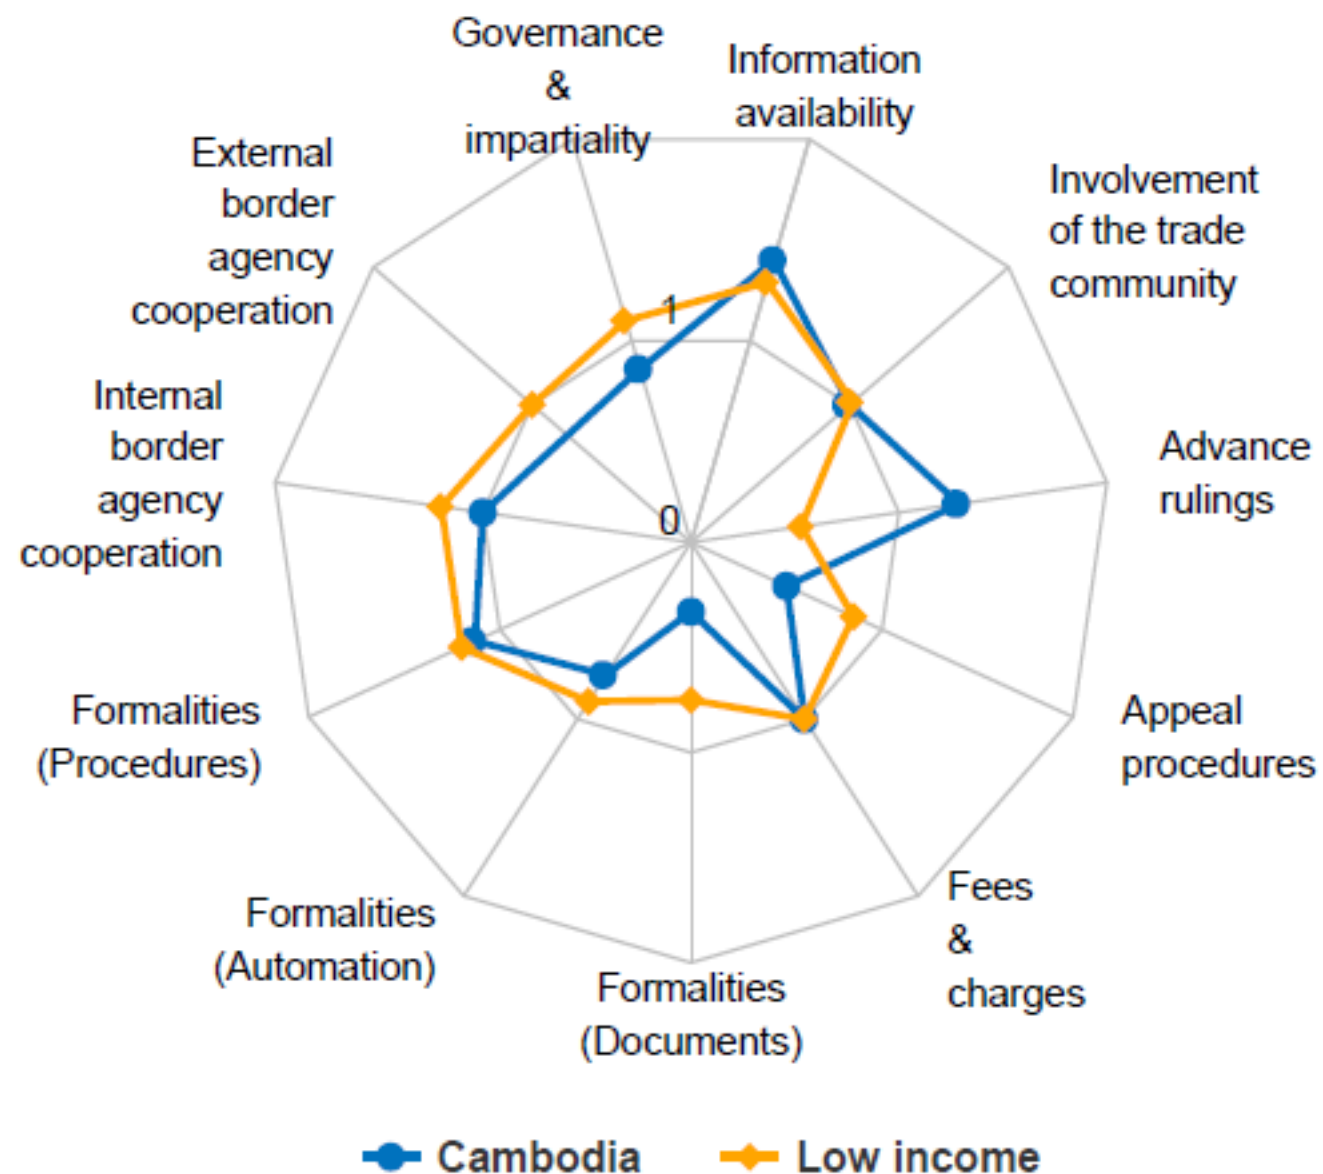 Governance
&
impartiality
Information
availability
External
border
agency
cooperation
Involvement
of the trade
community
1
Internal
border
agency
cooperation
Advance
rulings
0
Formalities
(Procedures)
Appeal
procedures
Formalities
(Automation)
Fees
&
charges
Formalities
(Documents)
Cambodia
Low income